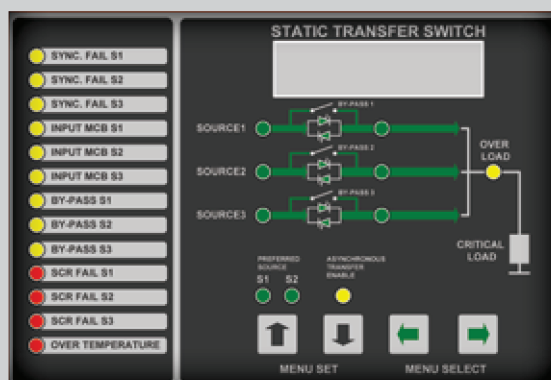 STATIC TRANSFER SWITCH
SYNC. FAIL S1
SYNC. FAIL S2
SYNC. FAIL S3
INPUT MCB S1
INPUT MCB S2
INPUT MCB S3
BY-PASS S1
BY-PASS S2
BY-PASS S3
SCR FAIL S1
SCR FAIL S2
SCR FAIL S3
OVER TEMPERATURE
BY-PASS 1
SOURCE1
BY-PASS 2
SOURCE2
BY-PASS 3
SOURCE3
OVER
LOAD
CRITICAL
LOAD
PREFERRED
SOURCE
S1 S2
ASYNCHRONOUS
TRANSFER
ENABLE
MENU SET
MENU SELECT